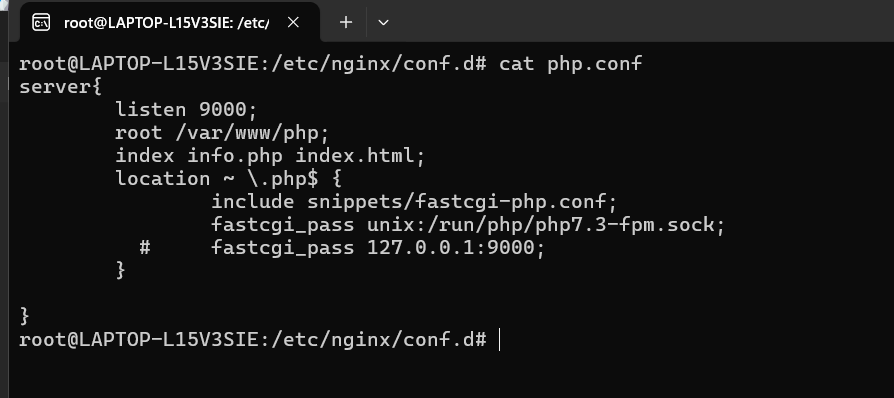 root@LAPTOP-L15V3SIE: /etc/
root@LAPTOP-L15V3SIE:/etc/nginx/conf.d# cat php.conf
server{
        listen 9000;
        root /var/www/php;
        index info.php index.html;
        location ~ \.php$ {
                include snippets/fastcgi-php.conf;
                fastcgi_pass unix:/run/php/php7.3-fpm.sock;
          #     fastcgi_pass 127.0.0.1:9000;
        }

}
root@LAPTOP-L15V3SIE:/etc/nginx/conf.d#